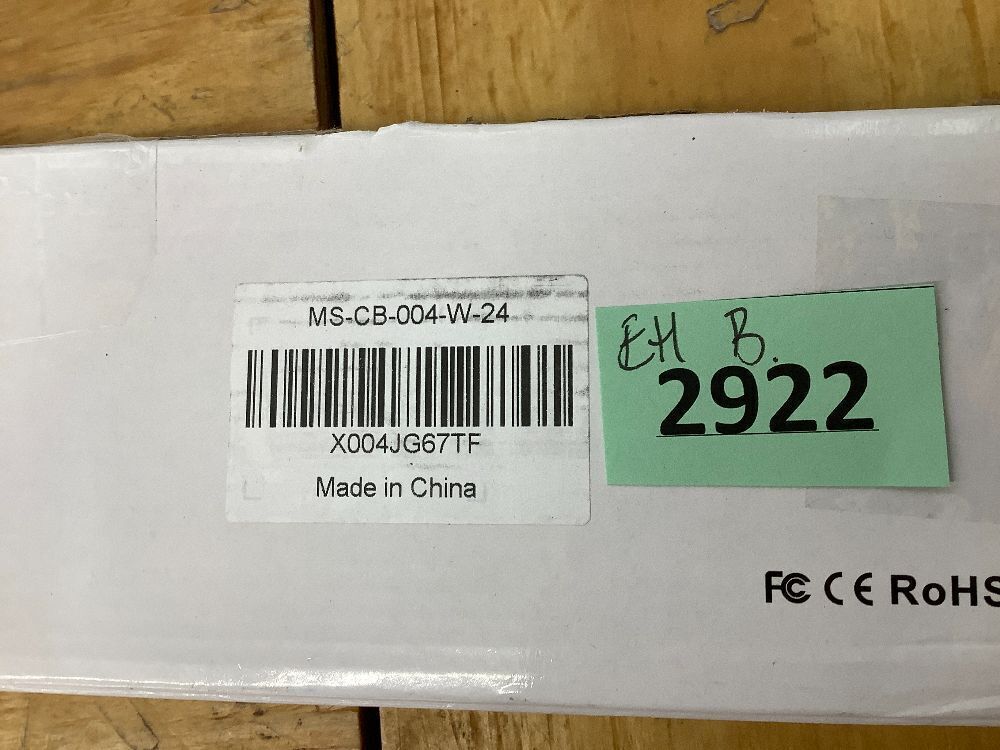 MS-CB-004-W-24
X004JG67TF
Made in China
EH B.
2922
FC CE RoHS